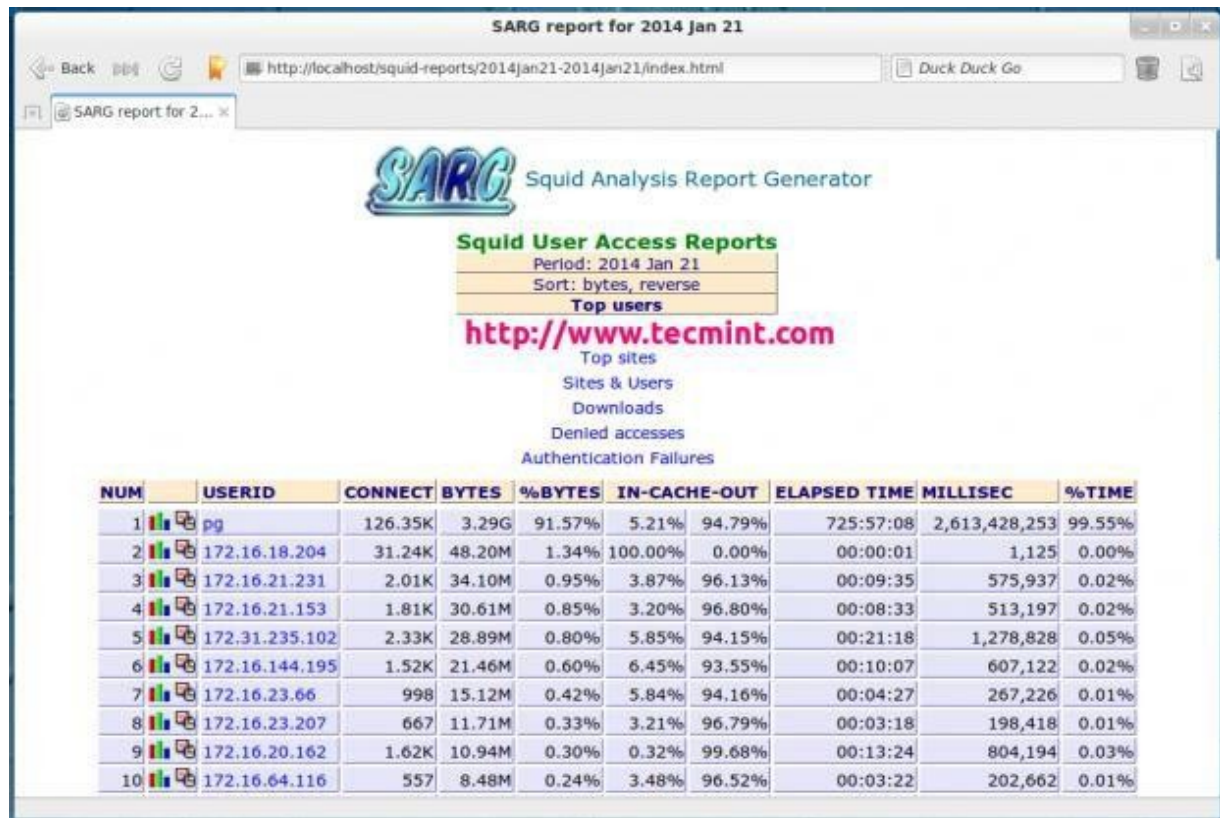 SARG report for 2014 Jan 21
Back http://localhost/squid-reports/2014Jan21-2014Jan21/index.html Duck Duck Go
SARG report for 2...
SARG Squid Analysis Report Generator
Squid User Access Reports
Period: 2014 Jan 21
Sort: bytes, reverse
Top users
http://www.tecmint.com
Top sites
Sites & Users
Downloads
Denied accesses
Authentication Failures
NUM USERID CONNECT BYTES %BYTES IN-CACHE-OUT ELAPSED TIME MILLISEC %TIME
1 pg 126.35K 3.29G 91.57% 5.21% 94.79% 725:57:08 2,613,428,253 99.55%
2 172.16.18.204 31.24K 48.20M 1.34% 100.00% 0.00% 00:00:01 1,125 0.00%
3 172.16.21.231 2.01K 34.10M 0.95% 3.87% 96.13% 00:09:35 575,937 0.02%
4 172.16.21.153 1.81K 30.61M 0.85% 3.20% 96.80% 00:08:33 513,197 0.02%
5 172.31.235.102 2.33K 28.89M 0.80% 5.85% 94.15% 00:21:18 1,278,828 0.05%
6 172.16.144.195 1.52K 21.46M 0.60% 6.45% 93.55% 00:10:07 607,122 0.02%
7 172.16.23.66 998 15.12M 0.42% 5.84% 94.16% 00:04:27 267,226 0.01%
8 172.16.23.207 667 11.71M 0.33% 3.21% 96.79% 00:03:18 198,418 0.01%
9 172.16.20.162 1.62K 10.94M 0.30% 0.32% 99.68% 00:13:24 804,194 0.03%
10 172.16.64.116 557 8.48M 0.24% 3.48% 96.52% 00:03:22 202,662 0.01%